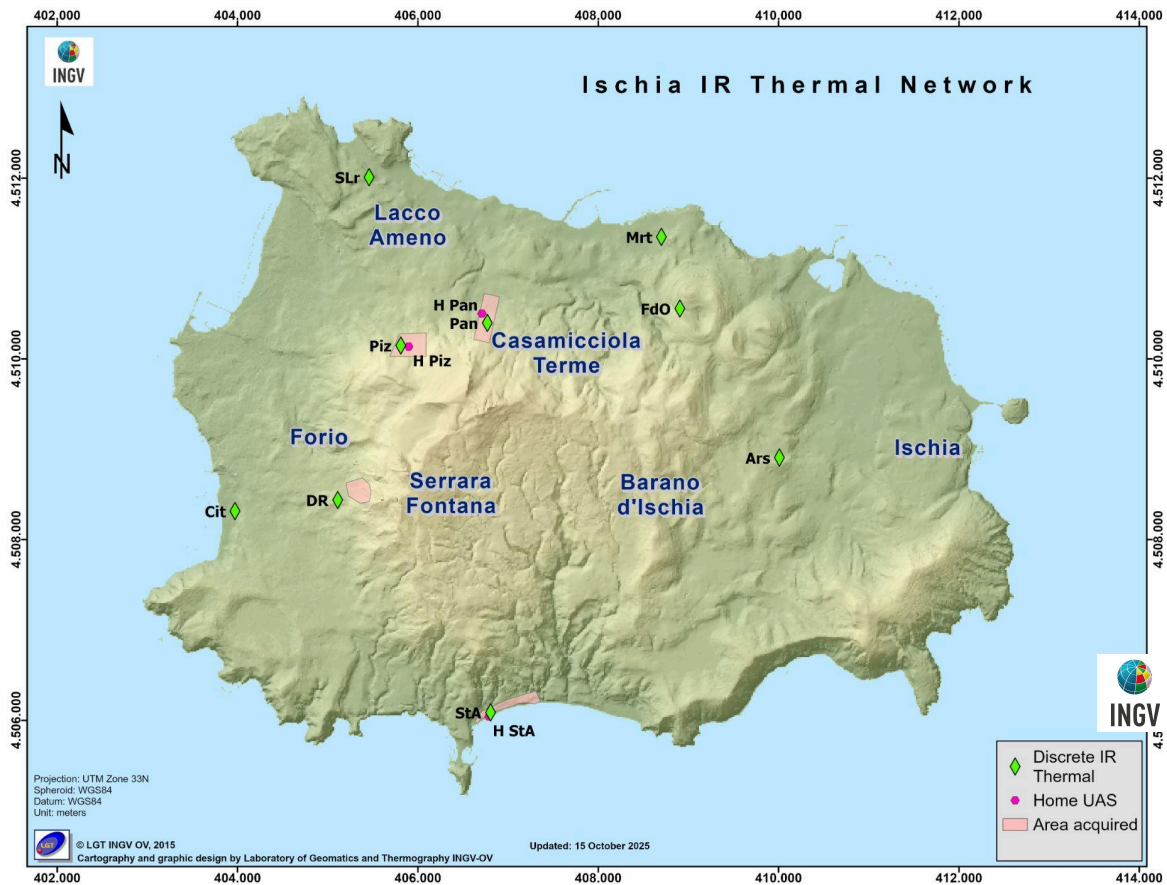 402.000 404.000 406.000 408.000 410.000 412.000 414.000
INGV
Ischia IR Thermal Network
N
4.512.000
4.512.000
SLr
Lacco
Ameno
Mrt
H Pan
FdO
Pan
Casamicciola
Terme
Piz
H Piz
4.510.000
4.510.000
Forio
Ischia
Ars
Serrara
Fontana
Barano
d'Ischia
DR
Cit
4.508.000
4.508.000
StA
H StA
4.506.000
4.5
INGV
Discrete IR
Thermal
Home UAS
Area acquired
Projection: UTM Zone 33N
Spheroid: WGS84
Datum: WGS84
Unit: meters
LGT
© LGT INGV OV, 2015
Updated: 15 October 2025
Cartography and graphic design by Laboratory of Geomatics and Thermography INGV-OV
402.000 404.000 406.000 408.000 410.000 412.000 414.000